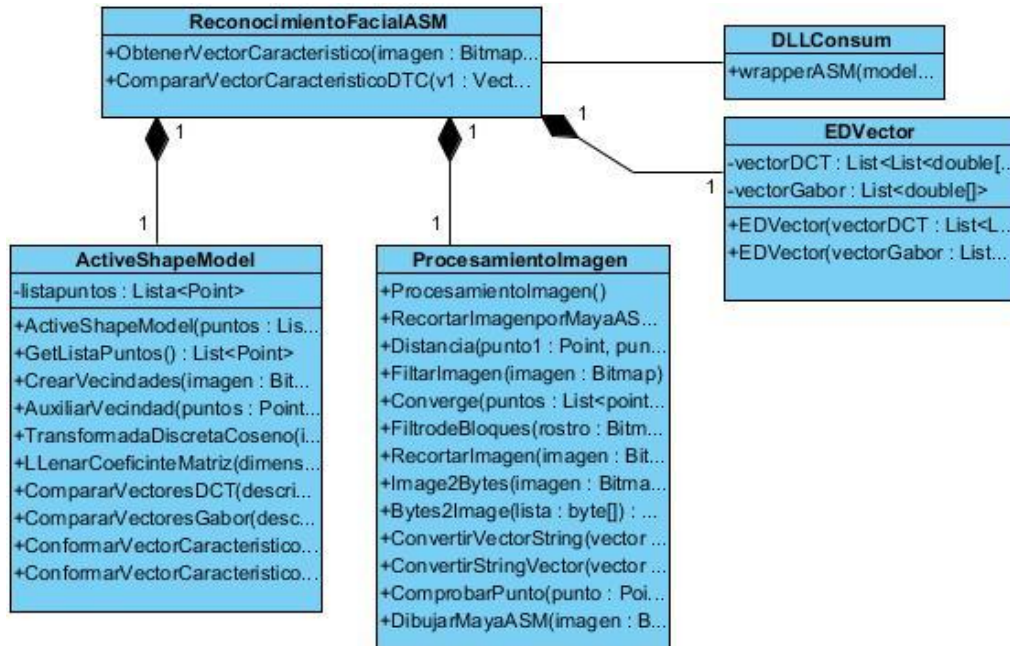 ReconocimientoFacialASM
+ObtenerVectorCaracteristico(imagen : Bitmap...
+CompararVectorCaracteristicoDTC(v1 : Vect...
DLLConsum
+wrapperASM(model...
1
1
1
EDVector
-vectorDCT : List<List<double[...
-vectorGabor : List<double[]>
+EDVector(vectorDCT : List<L...
+EDVector(vectorGabor : List...
1
1
1
ActiveShapeModel
-listapuntos : Lista<Point>
+ActiveShapeModel(puntos : Lis...
+GetListaPuntos() : List<Point>
+CrearVecindades(imagen : Bit...
+AuxiliarVecindad(puntos : Point...
+TransformadaDiscretaCoseno(i...
+LLenarCoeficinteMatriz(dimens...
+CompararVectoresDCT(descri...
+CompararVectoresGabor(desc...
+ConformarVectorCaracteristico...
+ConformarVectorCaracteristico...
ProcesamientoImagen
+ProcesamientoImagen()
+RecortarImagenporMayaAS...
+Distancia(punto1 : Point, pun...
+FiltarImagen(imagen : Bitmap)
+Converge(puntos : List<point...
+FiltrodeBloques(rostro : Bitm...
+RecortarImagen(imagen : Bit...
+Image2Bytes(imagen : Bitma...
+Bytes2Image(lista : byte[]) : ...
+ConvertirVectorString(vector ...
+ConvertirStringVector(vector ...
+ComprobarPunto(punto : Poi...
+DibujarMayaASM(imagen : B...